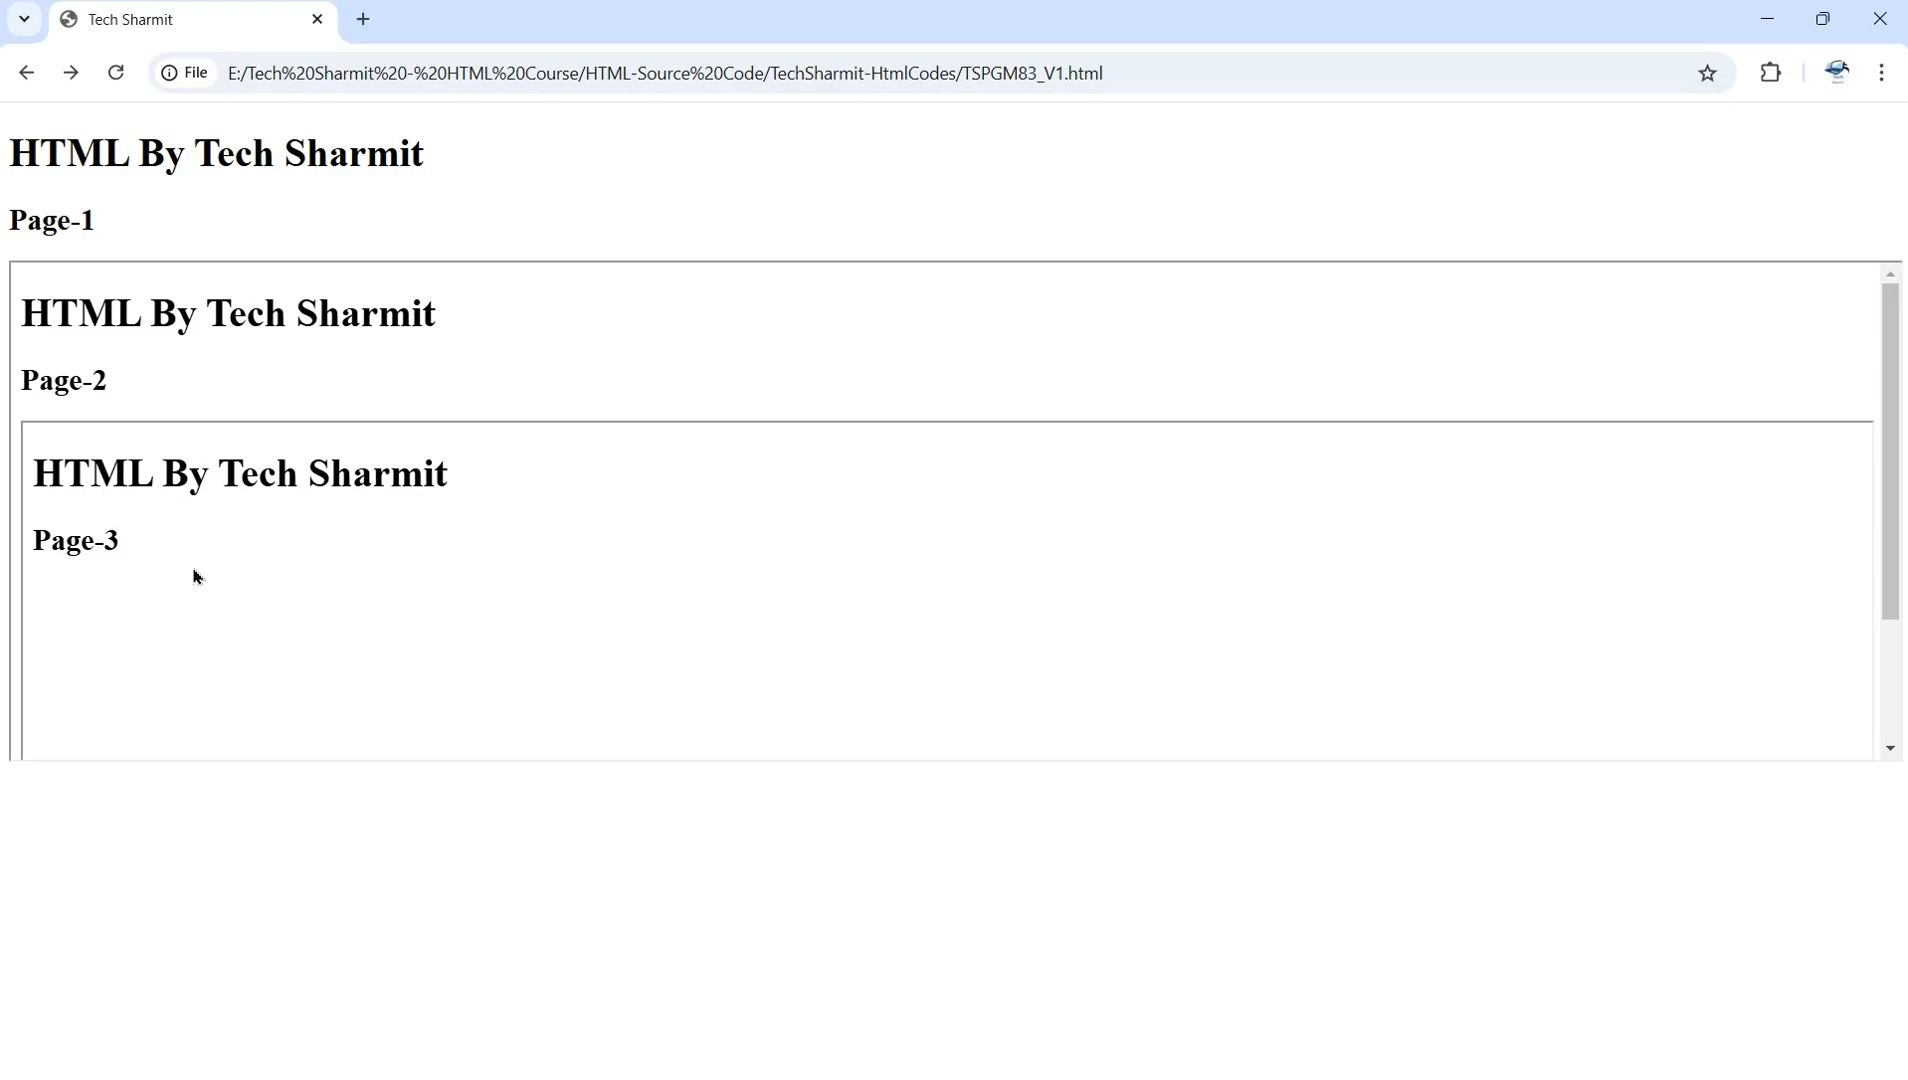 Tech Sharmit
File
E:/Tech%20Sharmit%20-%20HTML%20Course/HTML-Source%20Code/TechSharmit-HtmlCodes/TSPGM83_V1.html
HTML By Tech Sharmit
Page-1
HTML By Tech Sharmit
Page-2
HTML By Tech Sharmit
Page-3